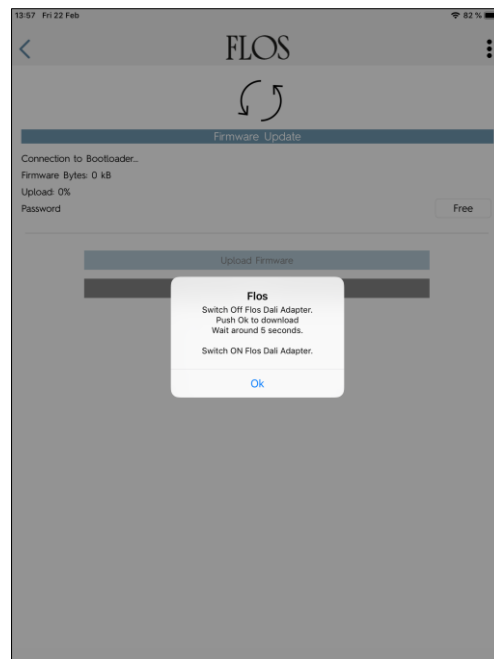 13:57 Fri 22 Feb 82 %
FLOS
Firmware Update
Connection to Bootloader...
Firmware Bytes: 0 kB
Upload: 0%
Password Free
Upload Firmware
Flos
Switch Off Flos Dali Adapter.
Push Ok to download
Wait around 5 seconds.
Switch ON Flos Dali Adapter.
Ok